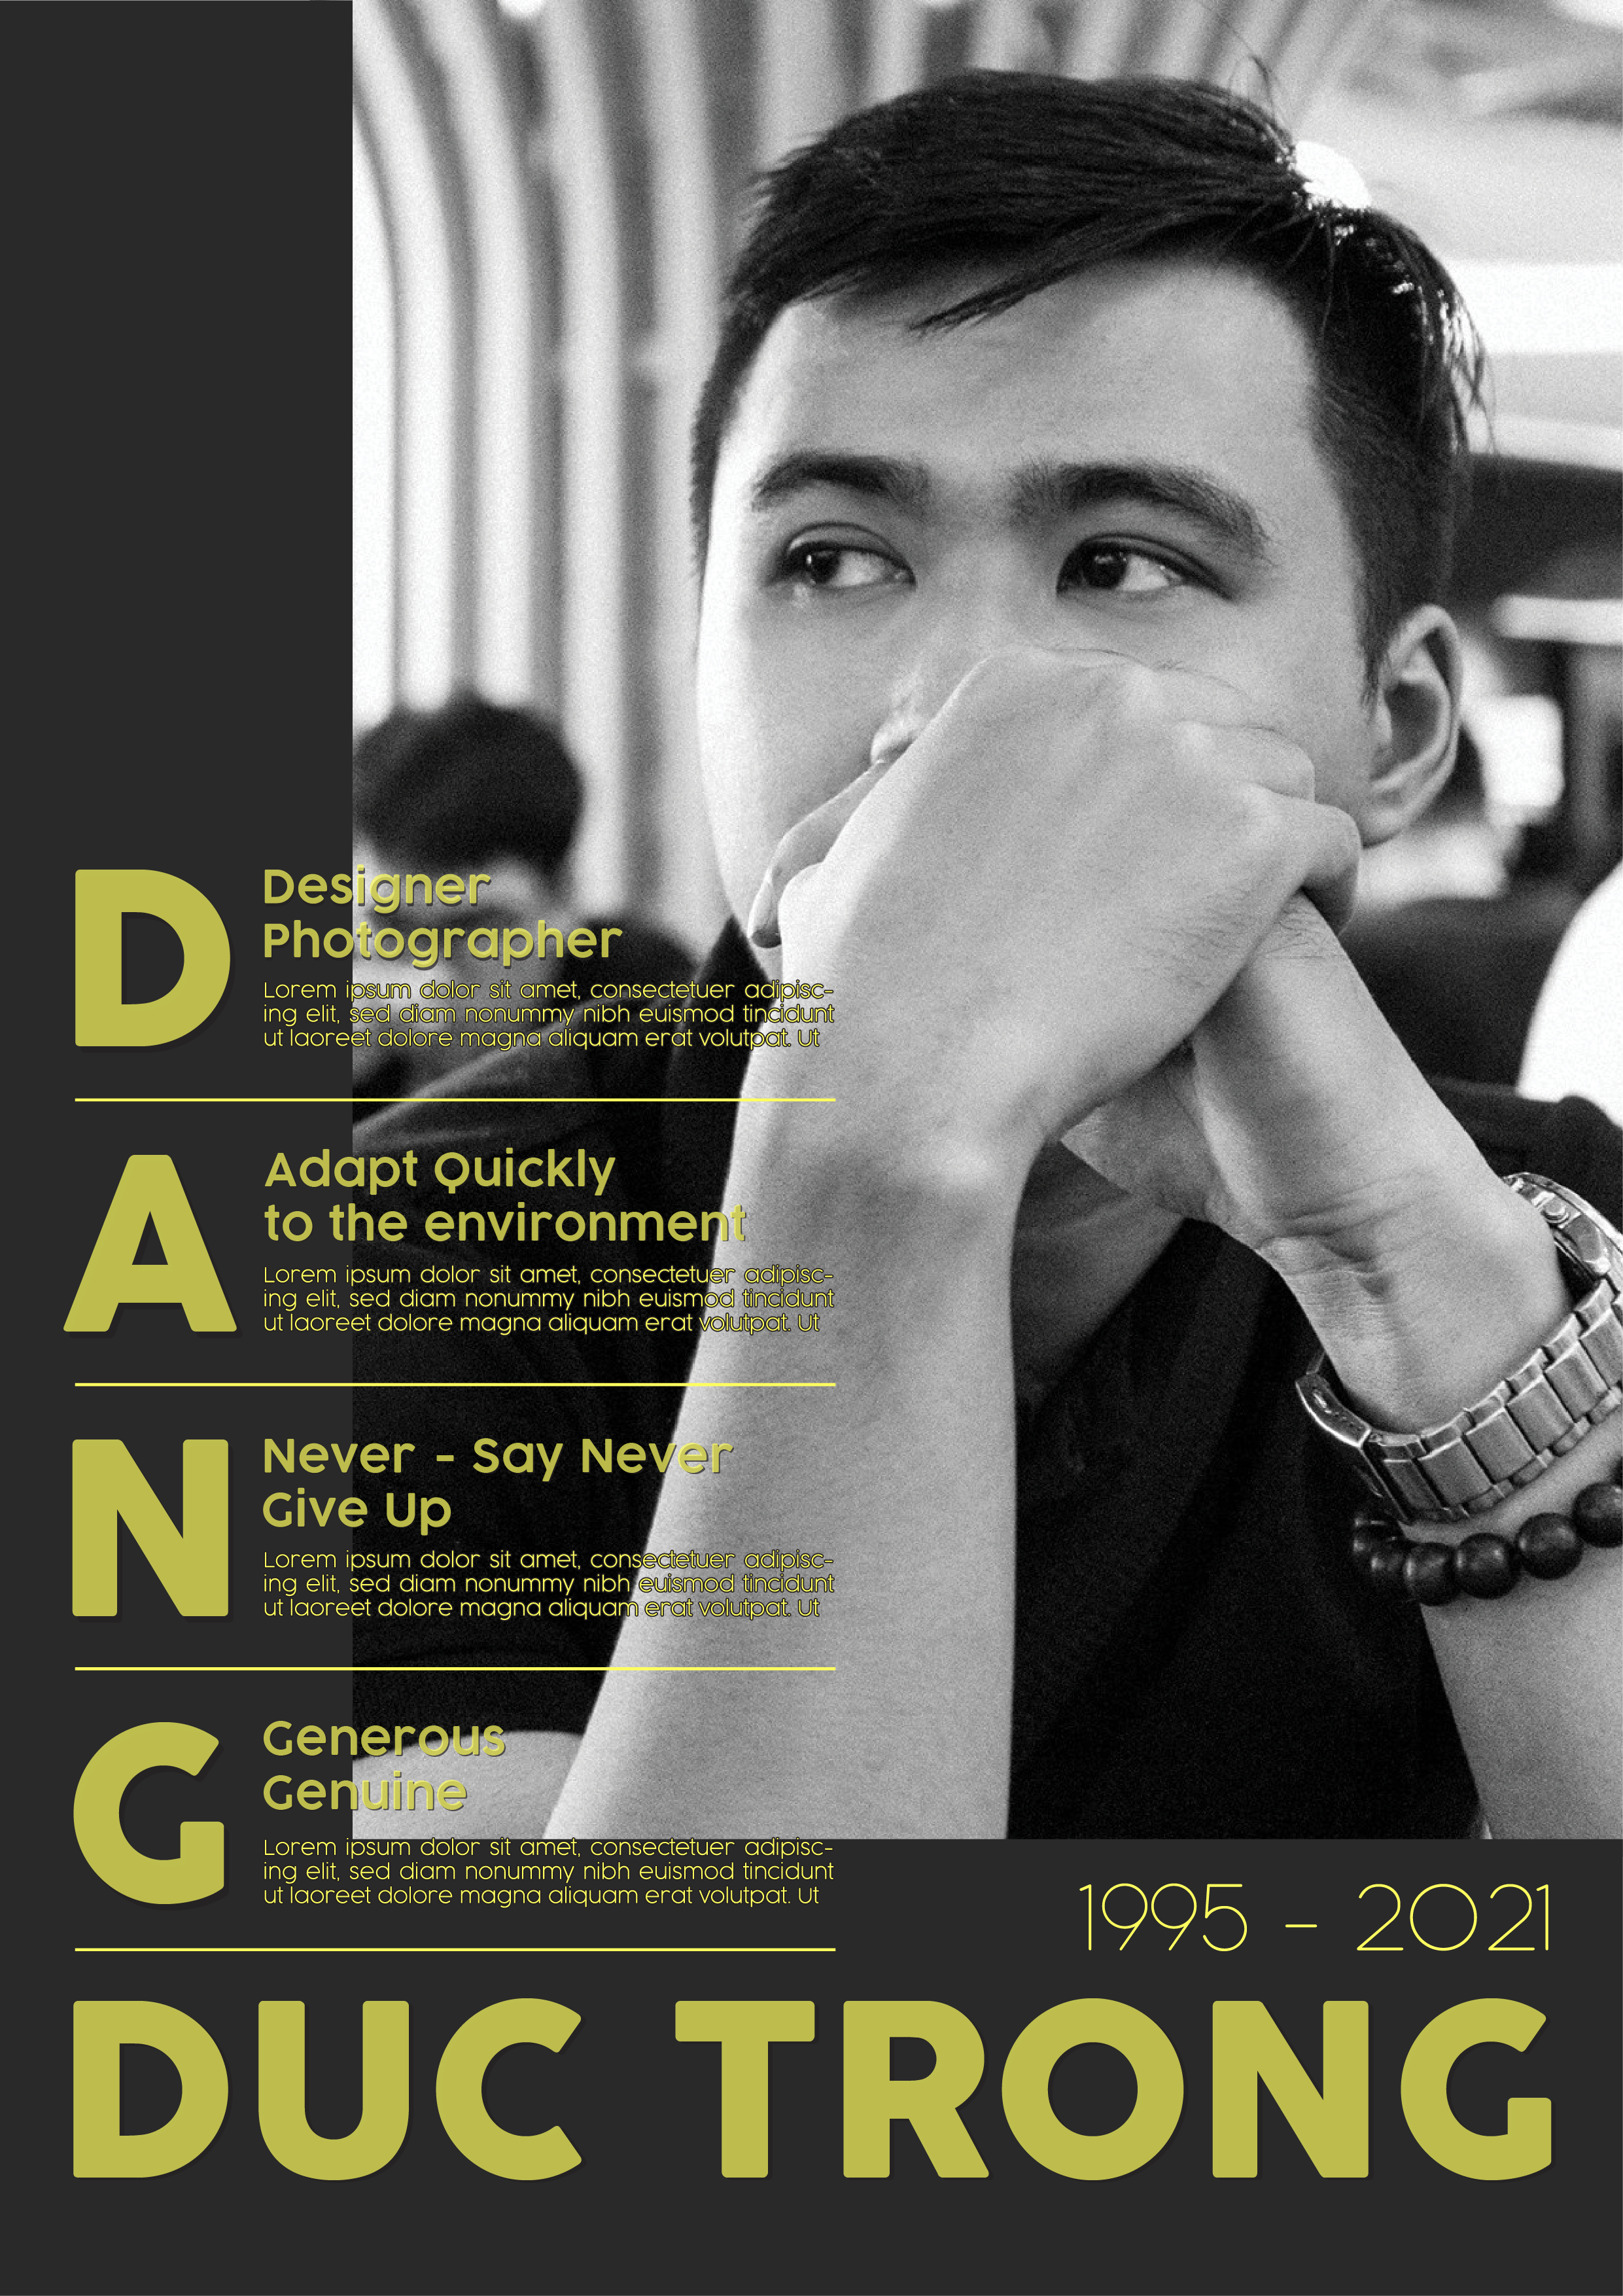 D
Designer
Photographer
Lorem ipsum dolor sit amet, consectetuer adipisc-
ing elit, sed diam nonummy nibh euismod tincidunt
ut laoreet dolore magna aliquam erat volutpat. Ut
A
Adapt Quickly
to the environment
Lorem ipsum dolor sit amet, consectetuer adipisc-
ing elit, sed diam nonummy nibh euismod tincidunt
ut laoreet dolore magna aliquam erat volutpat. Ut
N
Never - Say Never
Give Up
Lorem ipsum dolor sit amet, consectetuer adipisc-
ing elit, sed diam nonummy nibh euismod tincidunt
ut laoreet dolore magna aliquam erat volutpat. Ut
G
Generous
Genuine
Lorem ipsum dolor sit amet, consectetuer adipisc-
ing elit, sed diam nonummy nibh euismod tincidunt
ut laoreet dolore magna aliquam erat volutpat. Ut
1995 - 2021
DUC TRONG